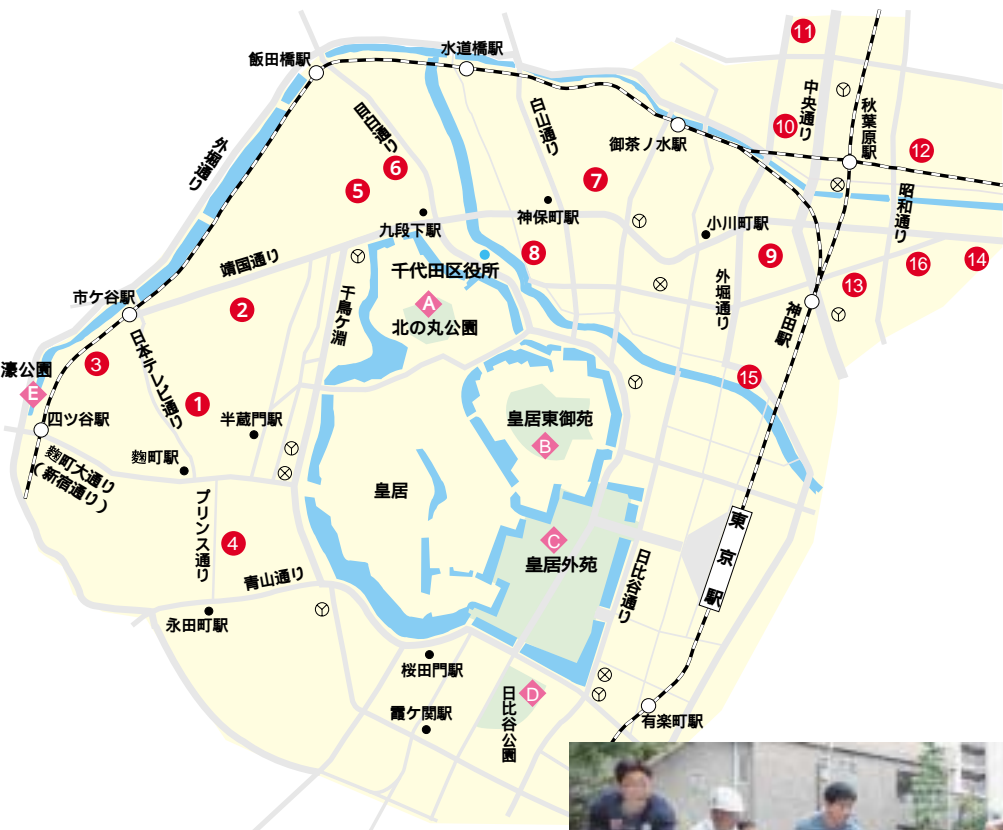 11
水道橋駅
飯田橋駅
中央通り
秋葉原駅
目白通り
白山通り
10
御茶ノ水駅
12
外堀通り
6
5
7
昭和通り
神保町駅
九段下駅
小川町駅
8
9
14
16
靖国通り
千代田区役所
13
外堀通り
市ケ谷駅
2
千鳥ケ淵
A
北の丸公園
神田駅
日本テレビ通り
3
濠公園
15
E
1
四ツ谷駅
半蔵門駅
皇居東御苑
B
麴町駅
麴町大通り
(新宿通り)
皇居
プリンス通り
4
C
皇居外苑
東京駅
日比谷通り
青山通り
永田町駅
桜田門駅
D
日比谷公園
霞ケ関駅
有楽町駅